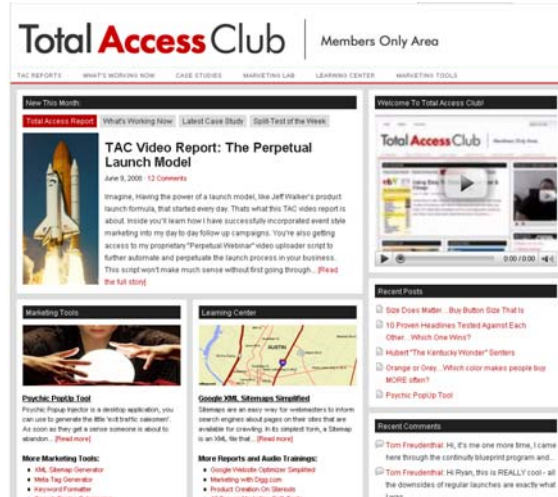 Total Access Club
Members Only Area
TAC REPORTS WHAT'S WORKING NOW CASE STUDIES MARKETING LAB LEARNING CENTER MARKETING TOOLS
New This Month:
Total Access Report What's Working Now Latest Case Study Split-Test of the Week
TAC Video Report: The Perpetual
Launch Model
June 9, 2008 - 12 Comments
Imagine, Having the power of a launch model, like Jeff Walker's product
launch formula, that started every day. Thats what this TAC video report is
about. Inside you'll learn how I have successfully incorporated event style
marketing into my day to day follow up campaigns. You're also getting
access to my proprietary "Perpetual Webinar" video uploader script to
further automate and perpetuate the launch process in your business.
This script won't make much sense without first going through... [Read
the full story]
Welcome To Total Access Club!
Total Access Club
Members Only Area
0:00 / 0:00
Recent Posts
Size Does Matter... Buy Button Size That Is
10 Proven Headlines Tested Against Each
Other... Which One Wins?
Hubert "The Kentucky Wonder" Senters
Orange or Grey.. Which color makes people buy
MORE often?
Psychic PopUp Tool
Recent Comments
Tom Freudenthal: Hi, it's me one more time, I came
here through the continuity blueprint program and...
Tom Freudenthal: Hi Ryan, this is REALLY cool - all
the downsides of regular launches are exactly what
Marketing Tools
Psychic PopUp Tool
Psychic Popup Injector is a desktop application, you
can use to generate the little 'exit traffic salesmen'.
As soon as they get a sense someone is about to
abandon... [Read more]
More Marketing Tools:
XML Sitemap Generator
Meta Tag Generator
Keyword Formatter
Learning Center
AUSTIN
Google XML Sitemaps Simplified
Sitemaps are an easy way for webmasters to inform
search engines about pages on their sites that are
available for crawling. In its simplest form, a Sitemap
is an XML file that... [Read more]
More Reports and Audio Trainings:
Google Website Optimizer Simplified
Marketing with Digg.com
Product Creation On Steroids